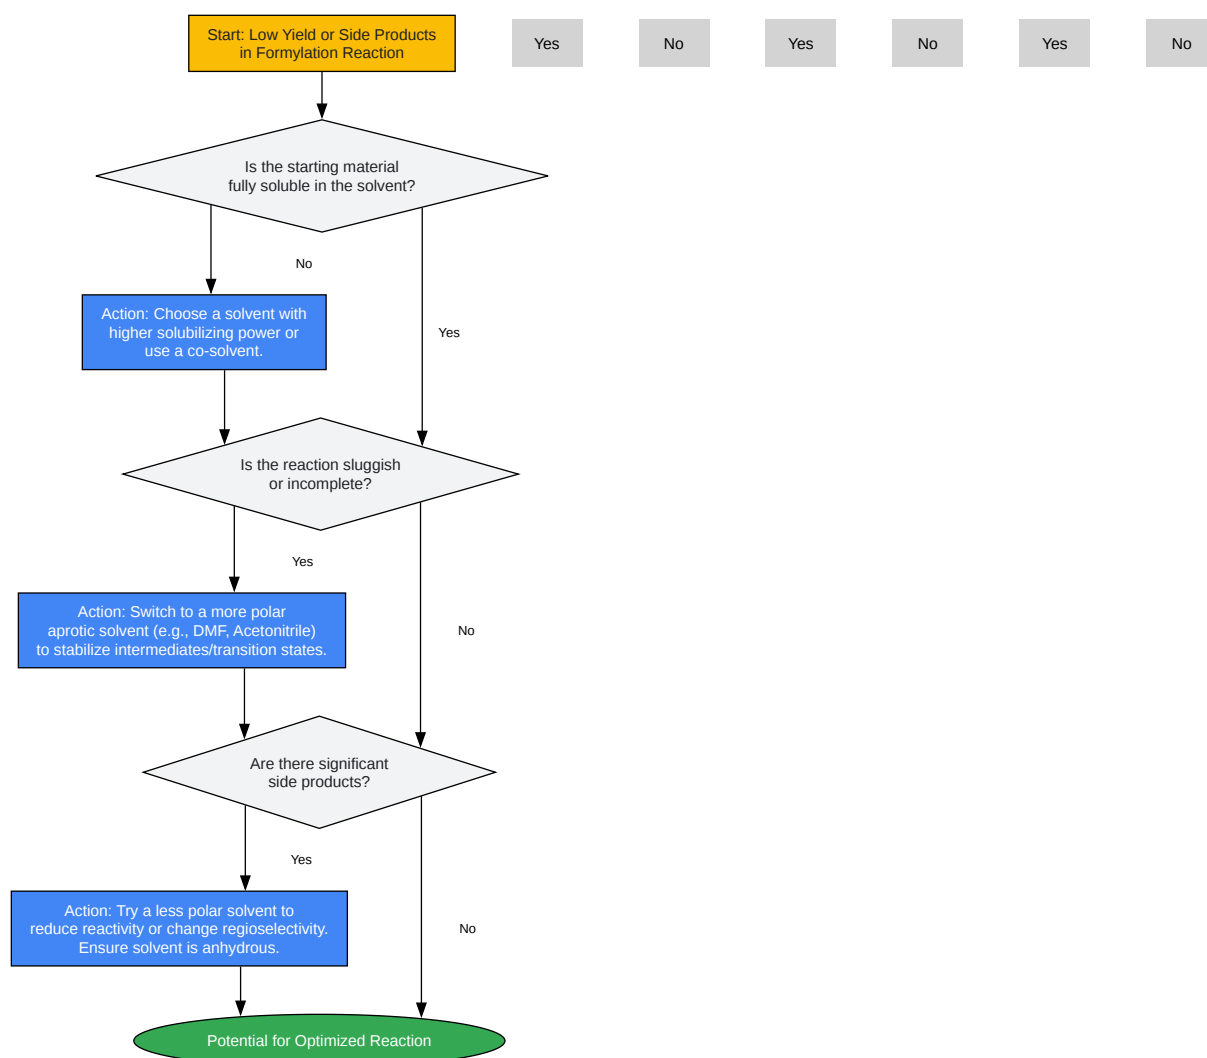 Start: Low Yield or Side Products
in Formylation Reaction
Yes
No
Yes
No
Yes
No
Is the starting material
fully soluble in the solvent?
No
Action: Choose a solvent with
higher solubilizing power or
use a co-solvent.
Yes
Is the reaction sluggish
or incomplete?
Yes
Action: Switch to a more polar
aprotic solvent (e.g., DMF, Acetonitrile)
to stabilize intermediates/transition states.
No
Are there significant
side products?
Yes
Action: Try a less polar solvent to
reduce reactivity or change regioselectivity.
Ensure solvent is anhydrous.
No
Potential for Optimized Reaction